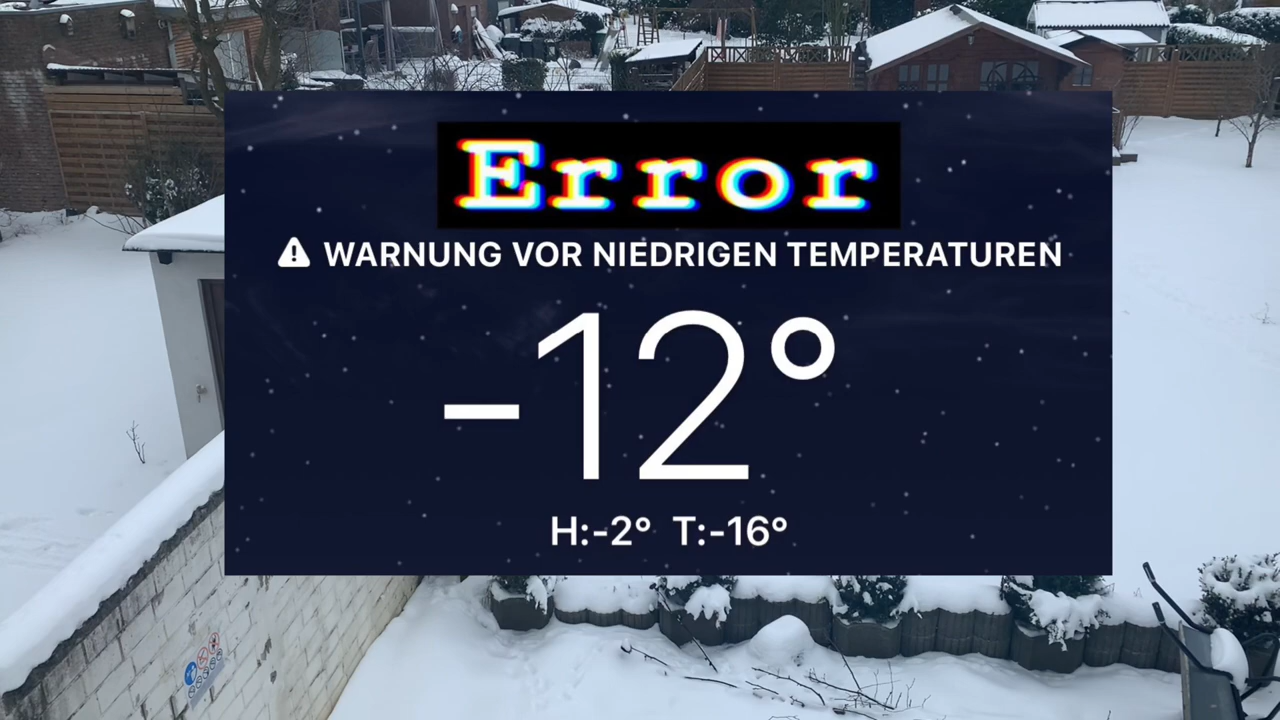 Error
⚠ WARNUNG VOR NIEDRIGEN TEMPERATUREN
-12°
H:-2° T:-16°